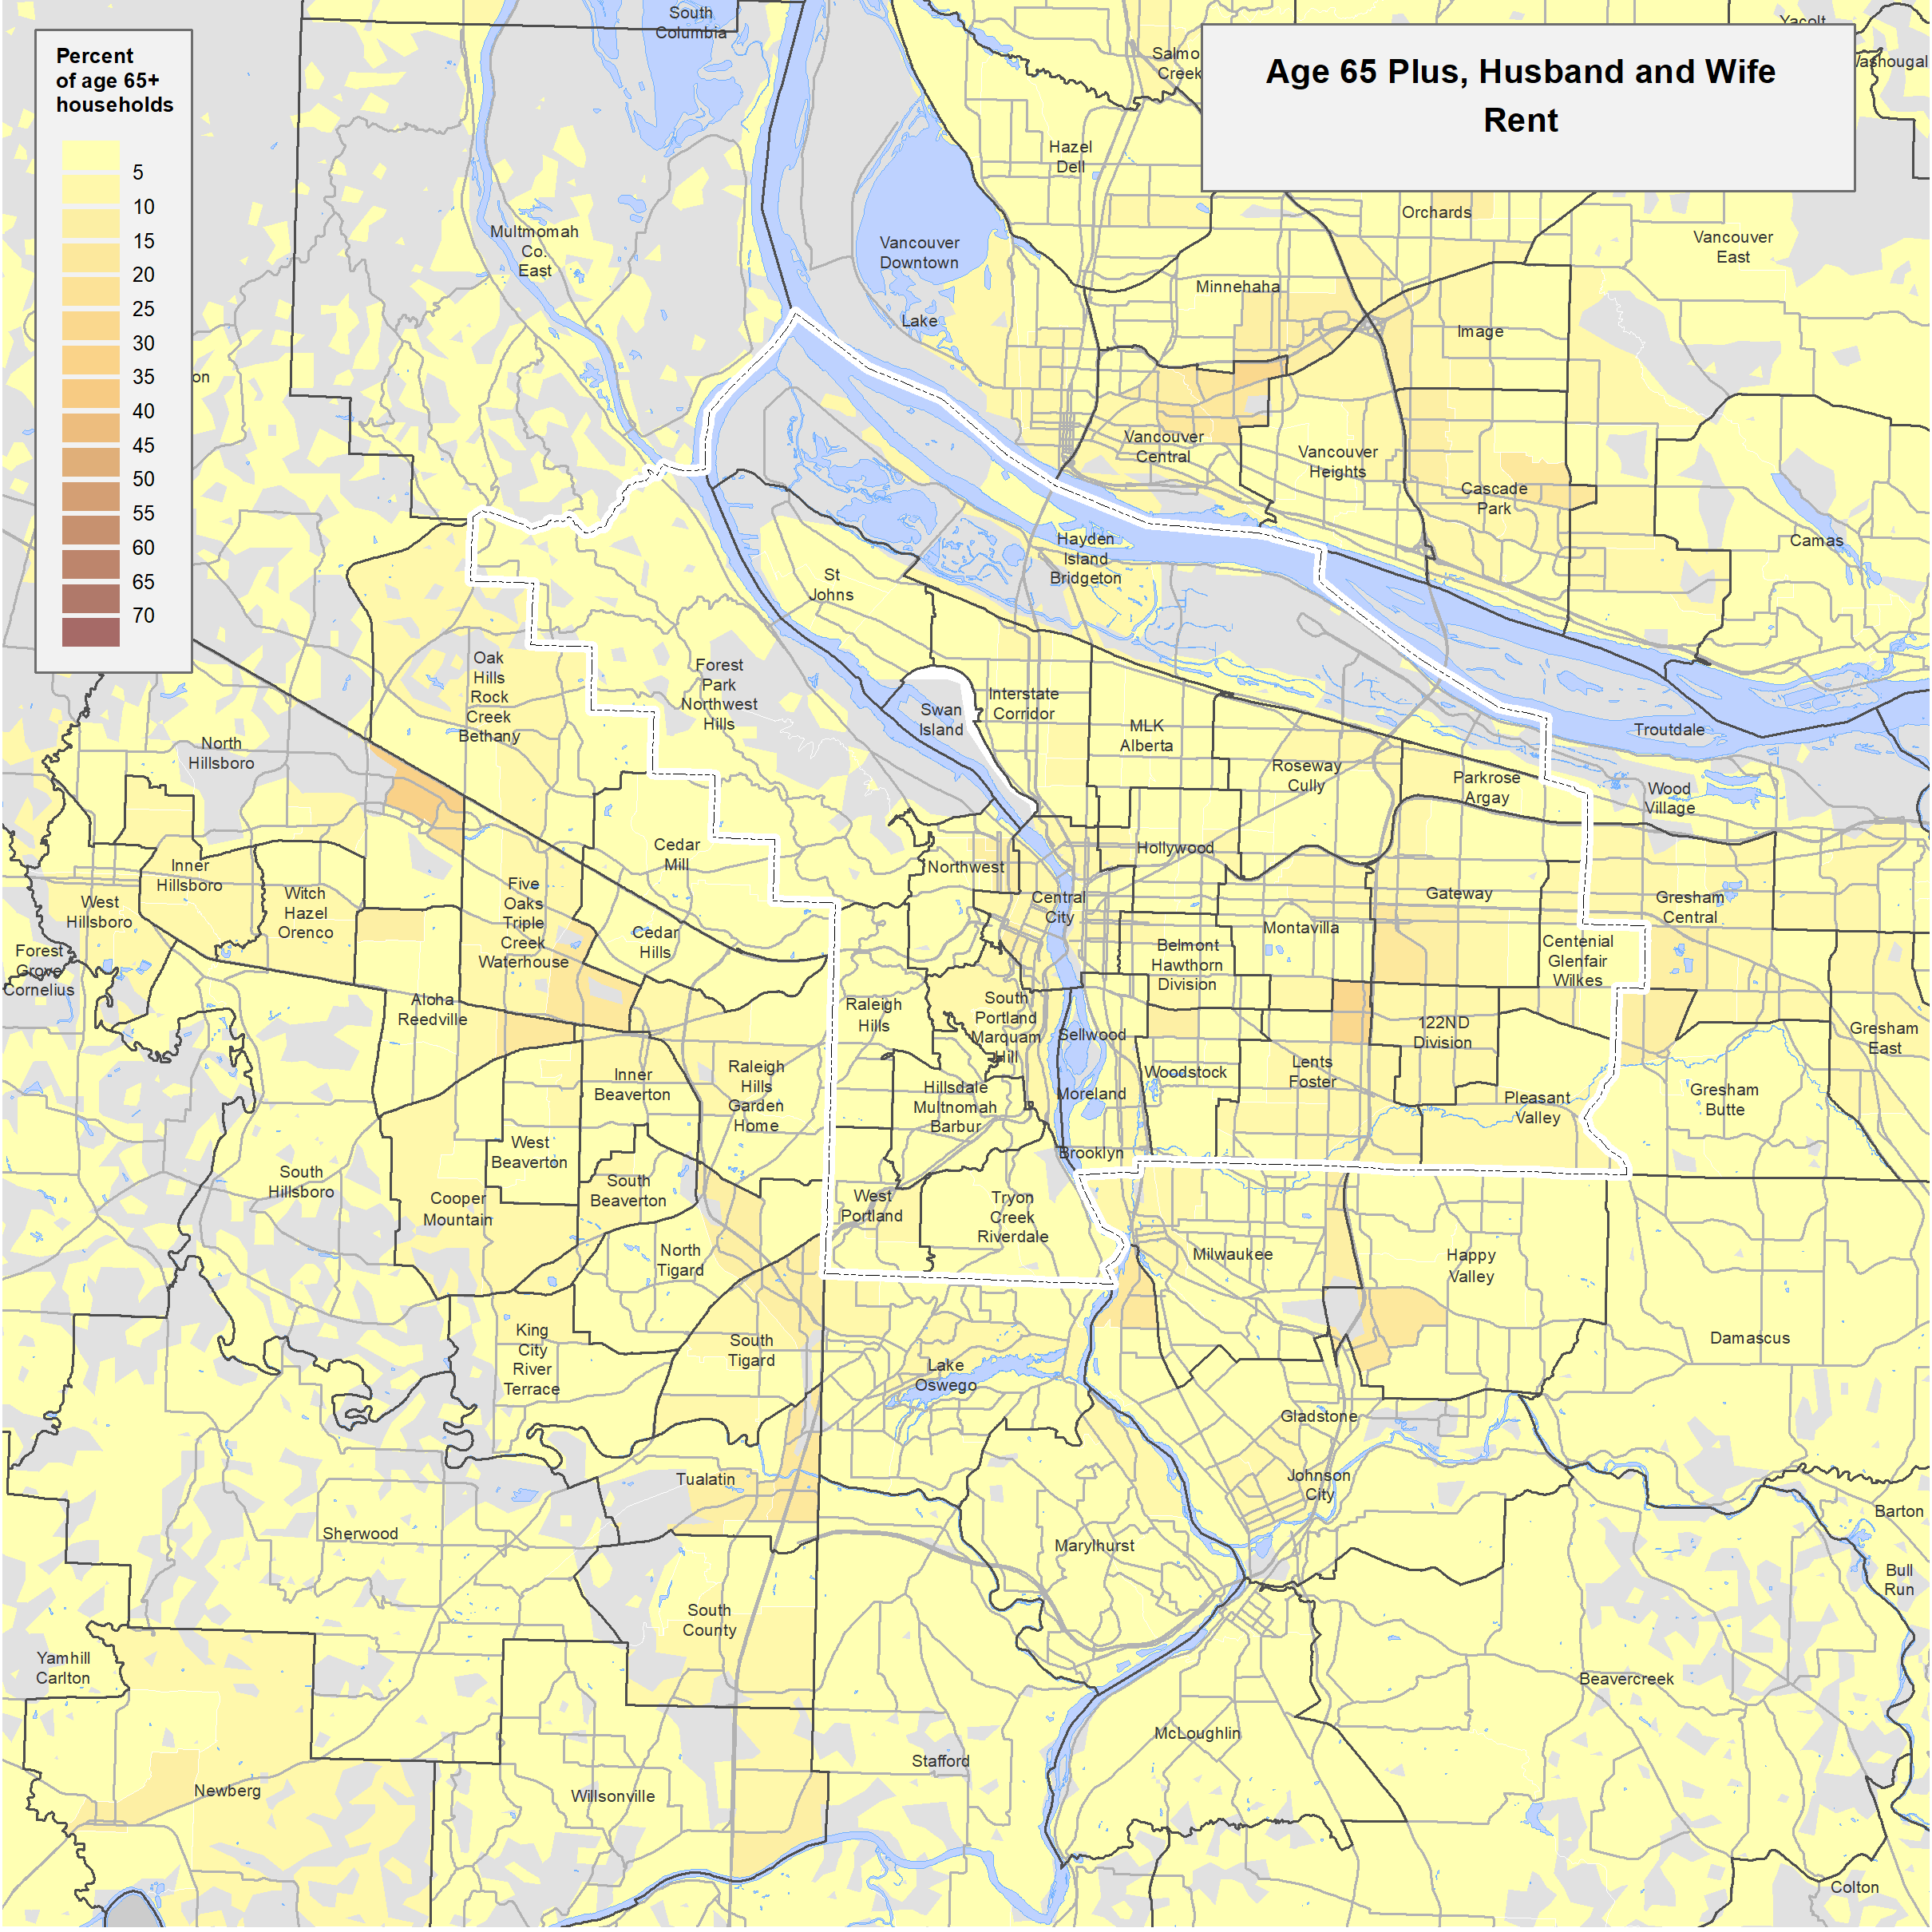 South
Columbia
Yacolt
Salmo
Creek
Washougal
Age 65 Plus, Husband and Wife
Rent
Percent
of age 65+
households
5
10
15
20
25
30
35
40
45
50
55
60
65
70
on
Hazel
Dell
Orchards
Vancouver
East
Multmomah
Co.
East
Vancouver
Downtown
Lake
Minnehaha
Image
Vancouver
Central
Vancouver
Heights
Cascade
Park
Camas
Hayden
Island
Bridgeton
St
Johns
Oak
Hills
Rock
Creek
Bethany
Forest
Park
Northwest
Hills
Swan
Island
Interstate
Corridor
MLK
Alberta
Roseway
Cully
Parkrose
Argay
Troutdale
Wood
Village
North
Hillsboro
Cedar
Mill
Northwest
Hollywood
Inner
Hillsboro
West
Hillsboro
Witch
Hazel
Orenco
Five
Oaks
Triple
Creek
Waterhouse
Cedar
Hills
Central
City
Gateway
Gresham
Central
Montavilla
Belmont
Hawthorn
Division
Centenial
Glenfair
Wilkes
Forest
Grove
Cornelius
Aloha
Reedville
Raleigh
Hills
South
Portland
Marquam
Hill
Sellwood
122ND
Division
Gresham
East
Inner
Beaverton
Raleigh
Hills
Garden
Home
Hillsdale
Multnomah
Barbur
Moreland
Woodstock
Lents
Foster
Pleasant
Valley
Gresham
Butte
West
Beaverton
Brooklyn
South
Hillsboro
Cooper
Mountain
South
Beaverton
West
Portland
Tryon
Creek
Riverdale
North
Tigard
Milwaukee
Happy
Valley
King
City
River
Terrace
South
Tigard
Lake
Oswego
Damascus
Gladstone
Tualatin
Johnson
City
Barton
Sherwood
Marylhurst
Bull
Run
South
County
Yamhill
Carlton
Beavercreek
McLoughlin
Stafford
Newberg
Willsonville
Colton